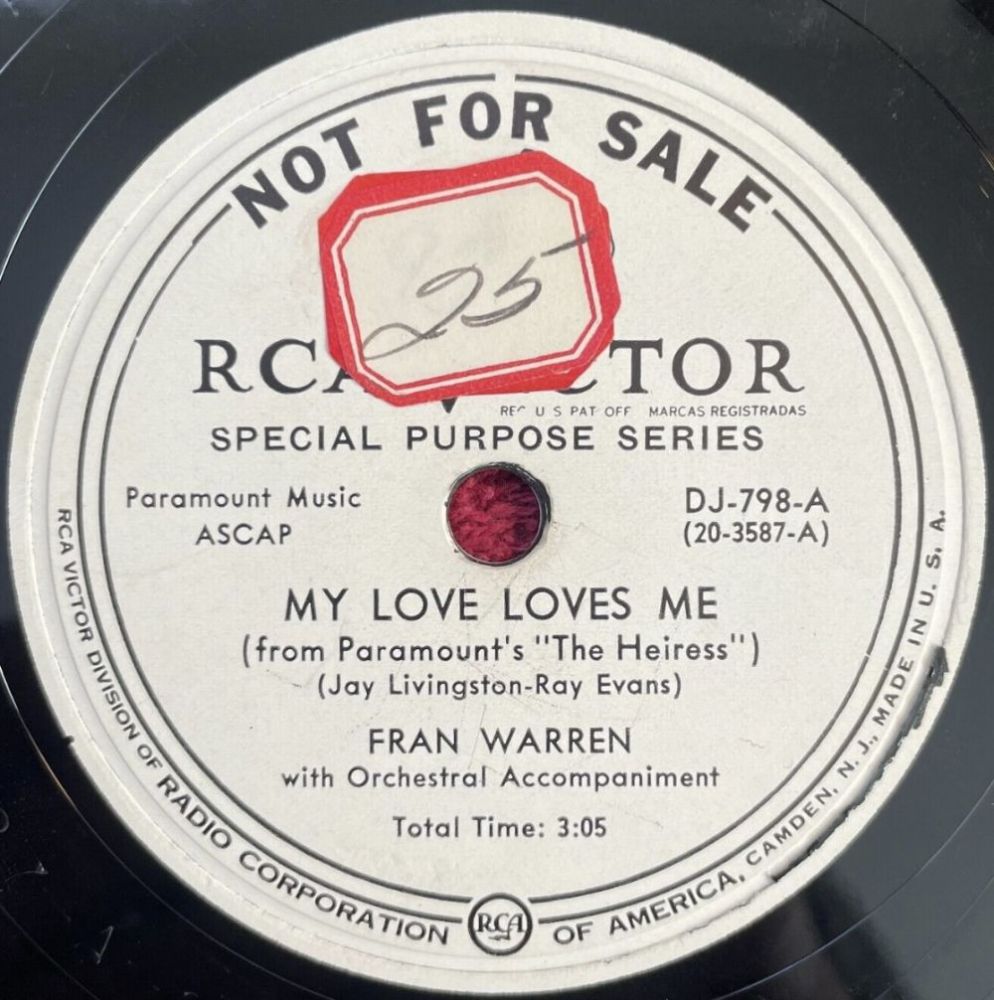 NOT FOR SALE
25
RCA VICTOR
REG U S PAT OFF MARCAS REGISTRADAS
SPECIAL PURPOSE SERIES
Paramount Music
ASCAP
DJ-798-A
(20-3587-A)
MY LOVE LOVES ME
(from Paramount's "The Heiress")
(Jay Livingston-Ray Evans)
FRAN WARREN
with Orchestral Accompaniment
Total Time: 3:05
RCA VICTOR DIVISION OF RADIO CORPORATION OF AMERICA, CAMDEN, N. J., MADE IN U. S. A.
RCA